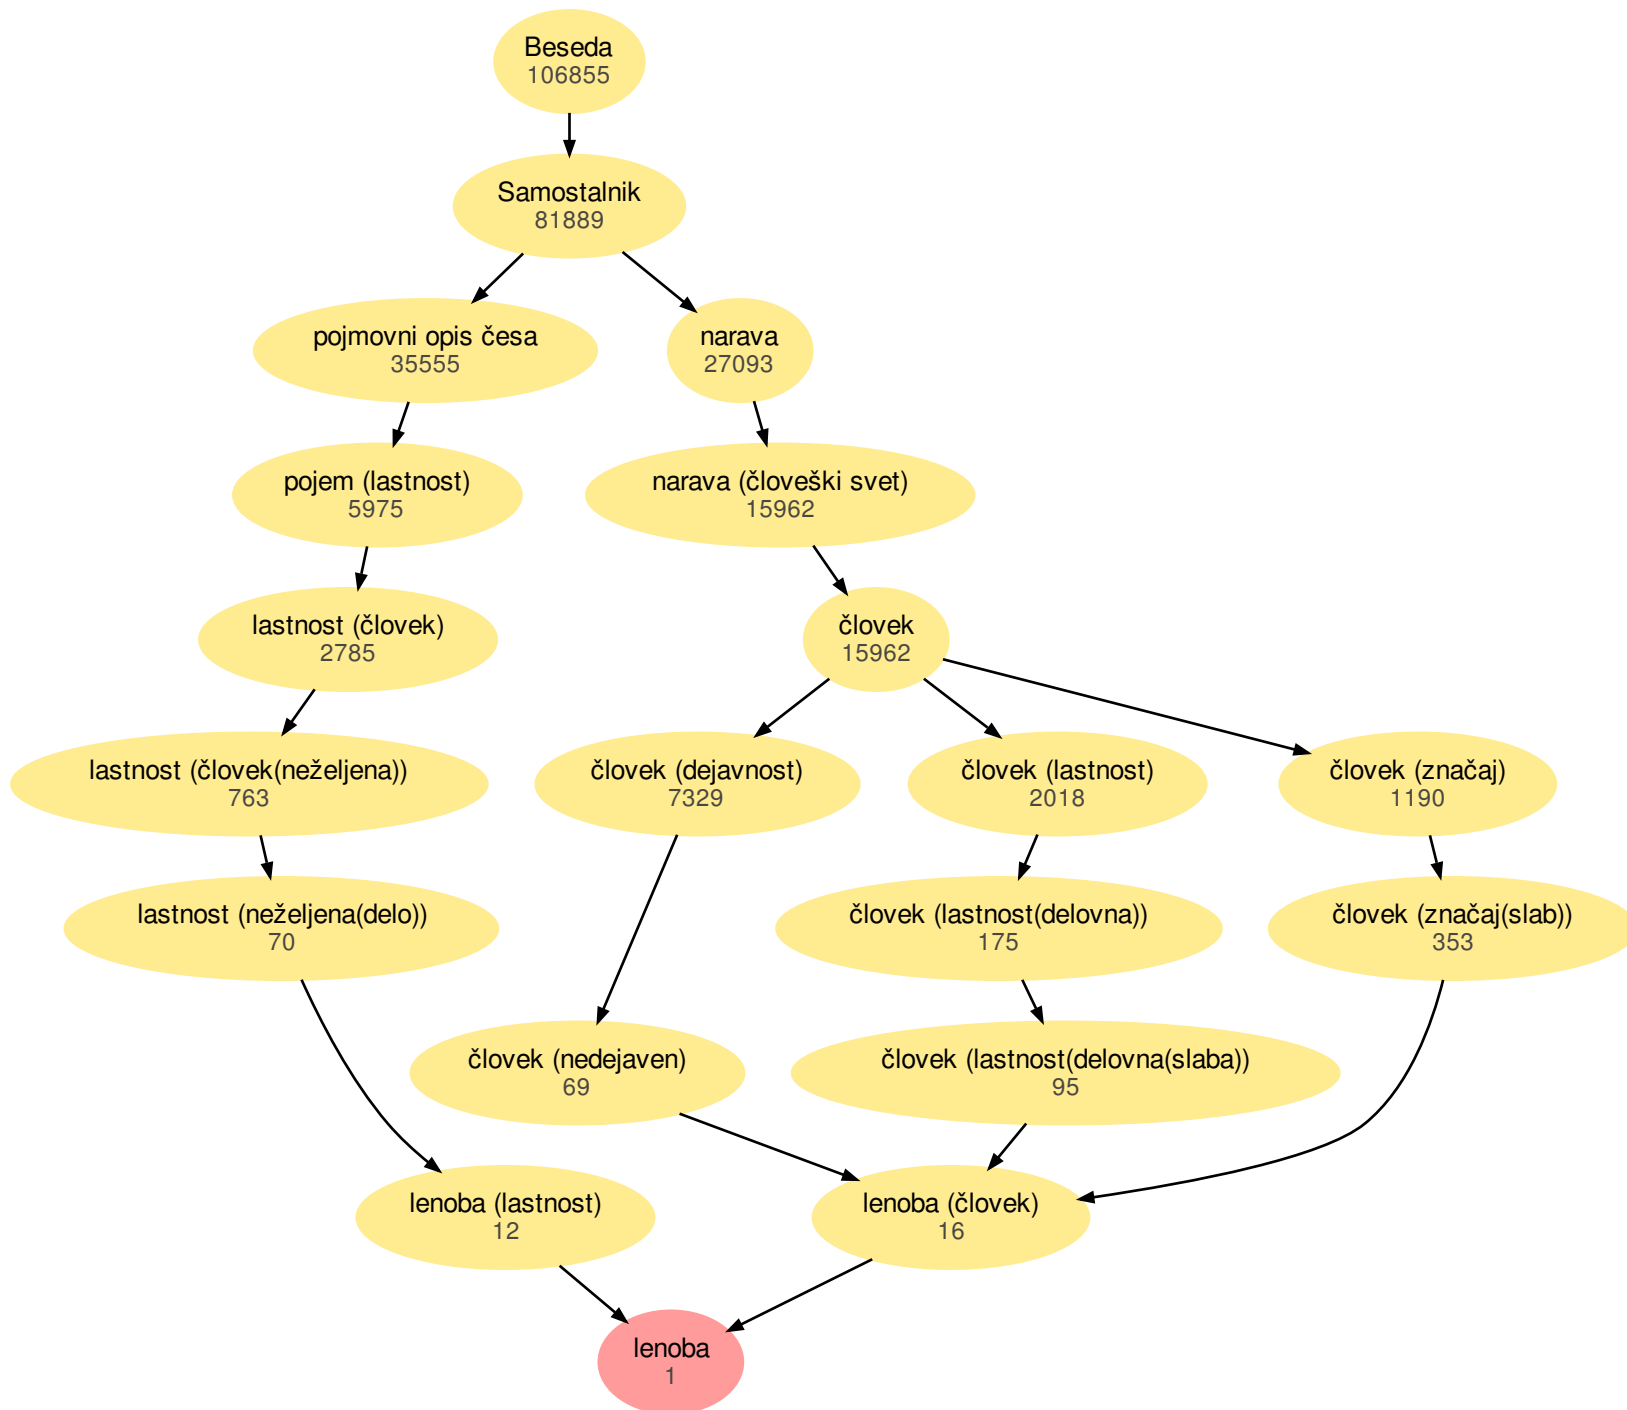 Beseda
106855
Samostalnik
81889
pojmovni opis česa
35555
narava
27093
pojem (lastnost)
5975
narava (človeški svet)
15962
lastnost (človek)
2785
človek
15962
lastnost (človek(neželjena))
763
človek (dejavnost)
7329
človek (lastnost)
2018
človek (značaj)
1190
lastnost (neželjena(delo))
70
človek (lastnost(delovna))
175
človek (značaj(slab))
353
človek (nedejaven)
69
človek (lastnost(delovna(slaba))
95
lenoba (lastnost)
12
lenoba (človek)
16
lenoba
1